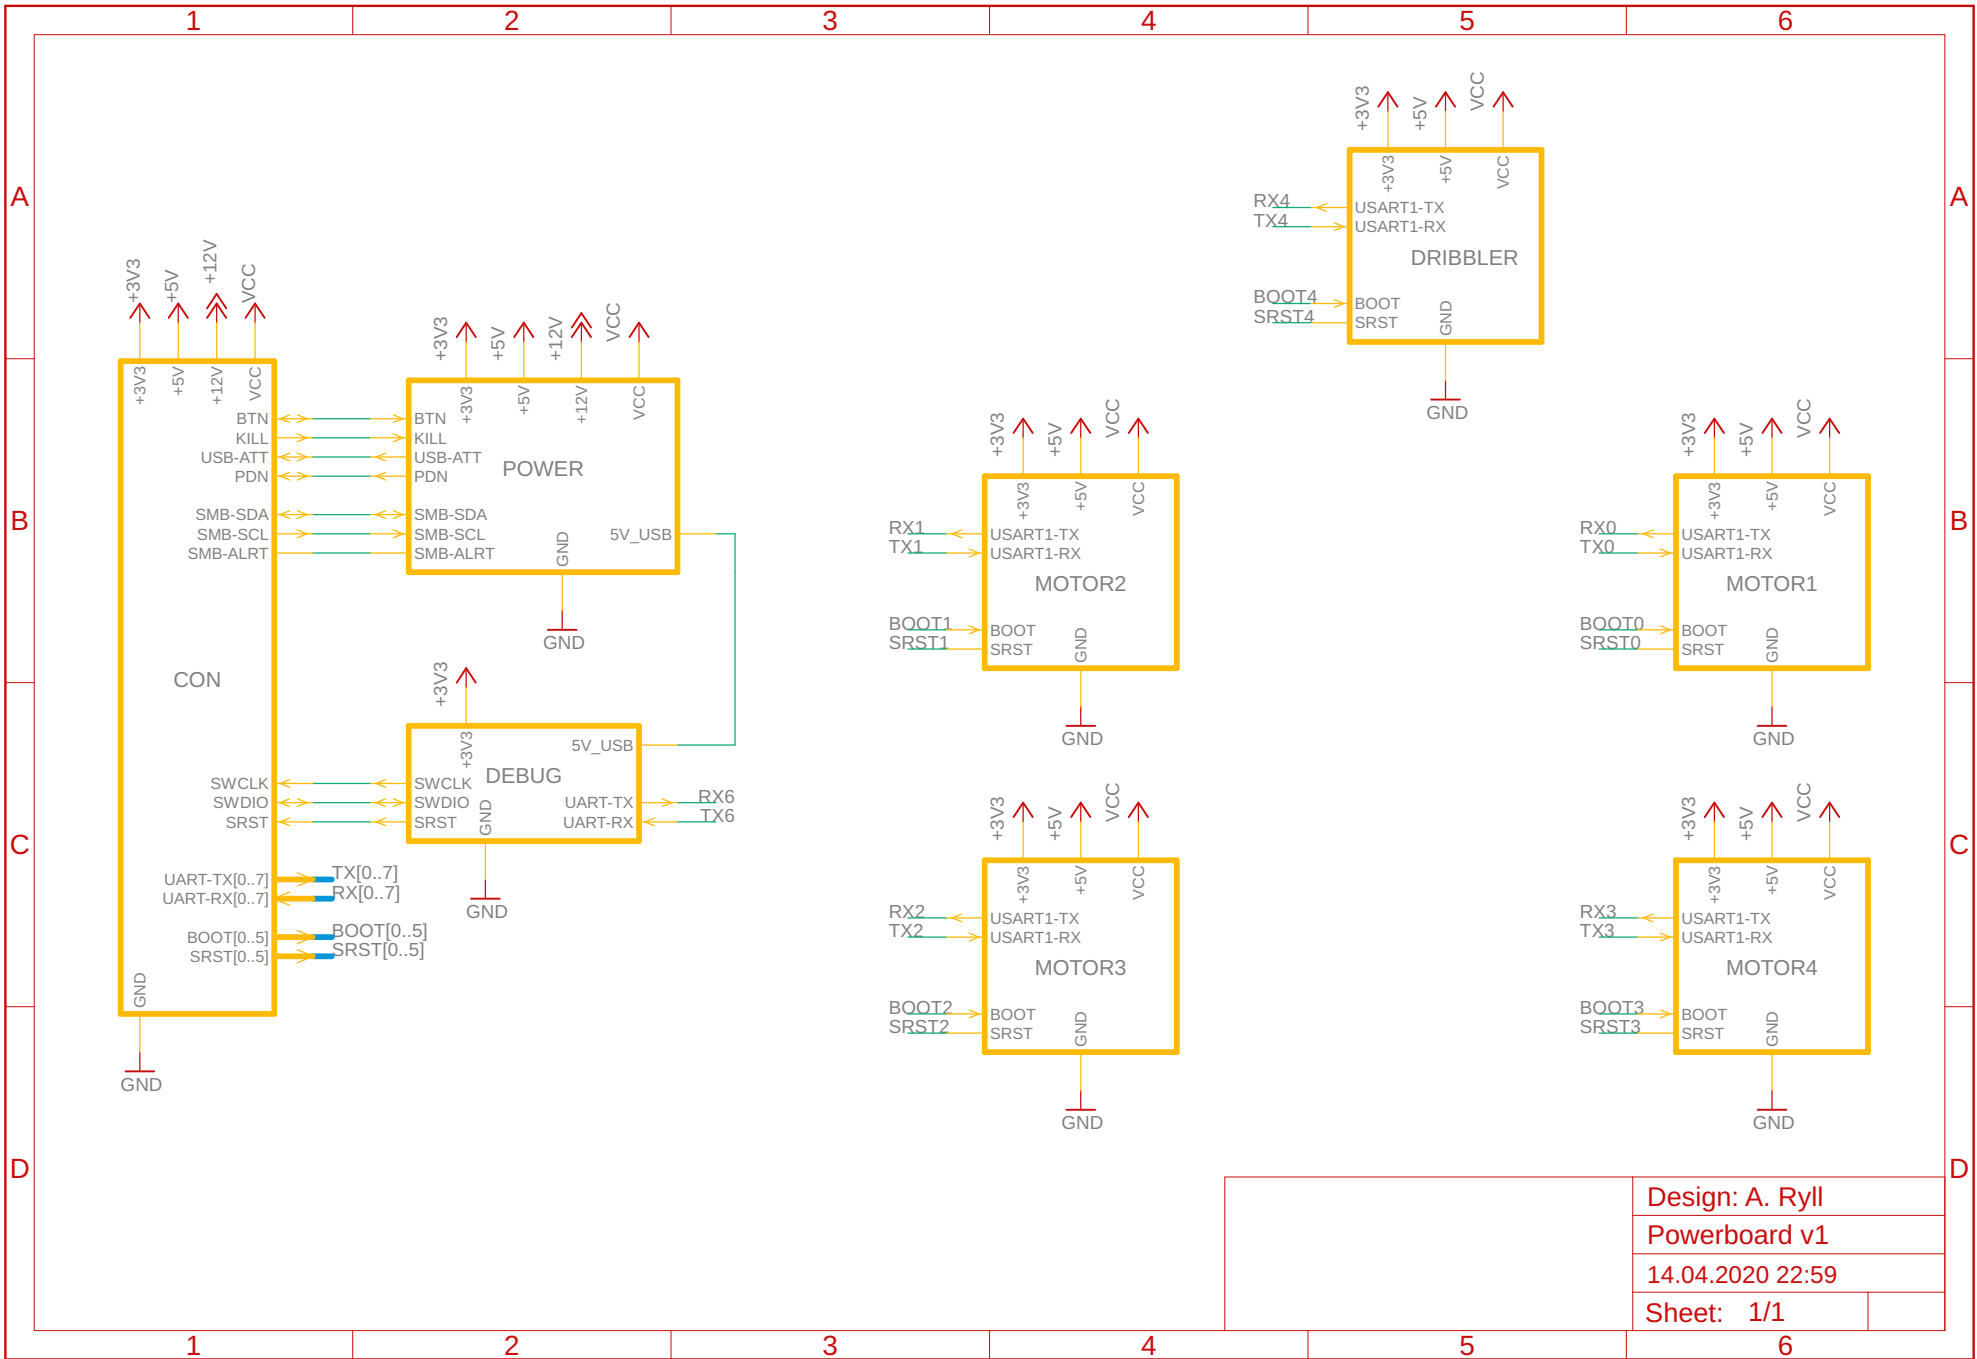 1 2 3 4 5 6
A A
B B
C C
D D
+3V3 +5V +12V VCC
+3V3 +5V +12V VCC
BTN
KILL
USB-ATT
PDN
SMB-SDA
SMB-SCL
SMB-ALRT
CON
SWCLK
SWDIO
SRST
UART-TX[0..7] TX[0..7]
UART-RX[0..7] RX[0..7]
BOOT[0..5] BOOT[0..5]
SRST[0..5] SRST[0..5]
GND
GND
+3V3 +5V +12V VCC
+3V3 +5V +12V VCC
BTN
KILL
USB-ATT
PDN
POWER
SMB-SDA
SMB-SCL 5V_USB
SMB-ALRT
GND
GND
+3V3
+3V3
5V_USB
DEBUG
SWCLK
SWDIO UART-TX RX6
SRST UART-RX TX6
GND
GND
+3V3 +5V VCC
+3V3 +5V VCC
RX4 USART1-TX
TX4 USART1-RX
DRIBBLER
BOOT4 BOOT
SRST4 SRST
GND
GND
+3V3 +5V VCC
+3V3 +5V VCC
RX1 USART1-TX
TX1 USART1-RX
MOTOR2
BOOT1 BOOT
SRST1 SRST
GND
GND
+3V3 +5V VCC
+3V3 +5V VCC
RX0 USART1-TX
TX0 USART1-RX
MOTOR1
BOOT0 BOOT
SRST0 SRST
GND
GND
+3V3 +5V VCC
+3V3 +5V VCC
RX2 USART1-TX
TX2 USART1-RX
MOTOR3
BOOT2 BOOT
SRST2 SRST
GND
GND
+3V3 +5V VCC
+3V3 +5V VCC
RX3 USART1-TX
TX3 USART1-RX
MOTOR4
BOOT3 BOOT
SRST3 SRST
GND
GND
Design: A. Ryll
Powerboard v1
14.04.2020 22:59
Sheet: 1/1
1 2 3 4 5 6